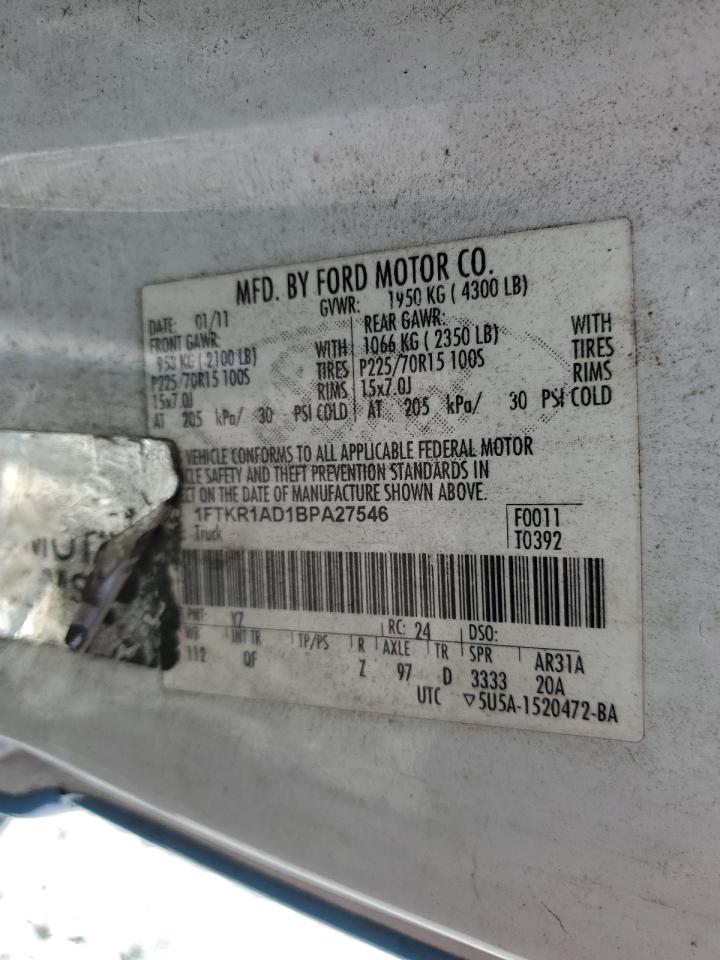 MFD. BY FORD MOTOR CO.
DATE: 01/11 GVWR: 1950 KG ( 4300 LB)
FRONT GAWR: REAR GAWR:
953 KG ( 2100 LB) WITH 1066 KG ( 2350 LB) WITH
P225/70R15 100S TIRES P225/70R15 100S TIRES
15x7.0J RIMS 15x7.0J RIMS
AT 205 kPa/ 30 PSI COLD AT 205 kPa/ 30 PSI COLD
VEHICLE CONFORMS TO ALL APPLICABLE FEDERAL MOTOR
CLE SAFETY AND THEFT PREVENTION STANDARDS IN
ECT ON THE DATE OF MANUFACTURE SHOWN ABOVE.
1FTKR1AD1BPA27546 F0011
Truck T0392
PNT: YZ RC: 24 DSO:
WB INT TR TP/PS R AXLE TR SPR AR31A
112 QF Z 97 D 3333 20A
UTC ▽5U5A-1520472-BA